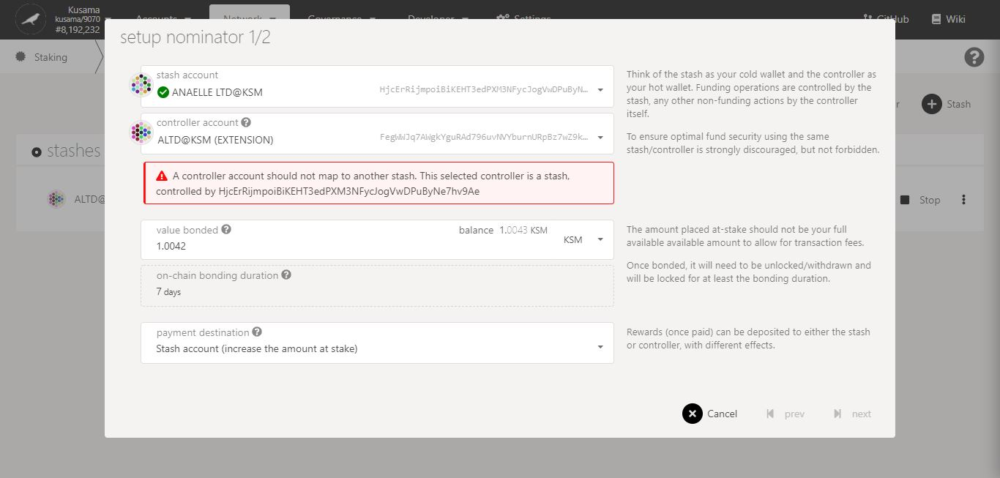 Kusama
kusama/9070
#8,192,232
Accounts
Network
Governance
Developer
Settings
GitHub
Wiki
Staking
setup nominator 1/2
stash account
ANAELLE LTD@KSM
HjcErRijmpoiBiKEHT3edPXM3NFycJogVwDPuByN…
Think of the stash as your cold wallet and the controller as
your hot wallet. Funding operations are controlled by the
stash, any other non-funding actions by the controller
itself.
controller account
ALTD@KSM (EXTENSION)
FegWWJq7AWgkYguRAd796uvNVYburnURpBz7wZ9k…
To ensure optimal fund security using the same
stash/controller is strongly discouraged, but not forbidden.
A controller account should not map to another stash. This selected controller is a stash,
controlled by HjcErRijmpoiBiKEHT3edPXM3NFycJogVwDPuByNe7hv9Ae
value bonded
1.0042
balance 1.0043 KSM
KSM
The amount placed at-stake should not be your full
available available amount to allow for transaction fees.
Once bonded, it will need to be unlocked/withdrawn and
will be locked for at least the bonding duration.
on-chain bonding duration
7 days
payment destination
Stash account (increase the amount at stake)
Rewards (once paid) can be deposited to either the stash
or controller, with different effects.
Cancel
prev
next
r
Stash
stashes
ALTD@
Stop